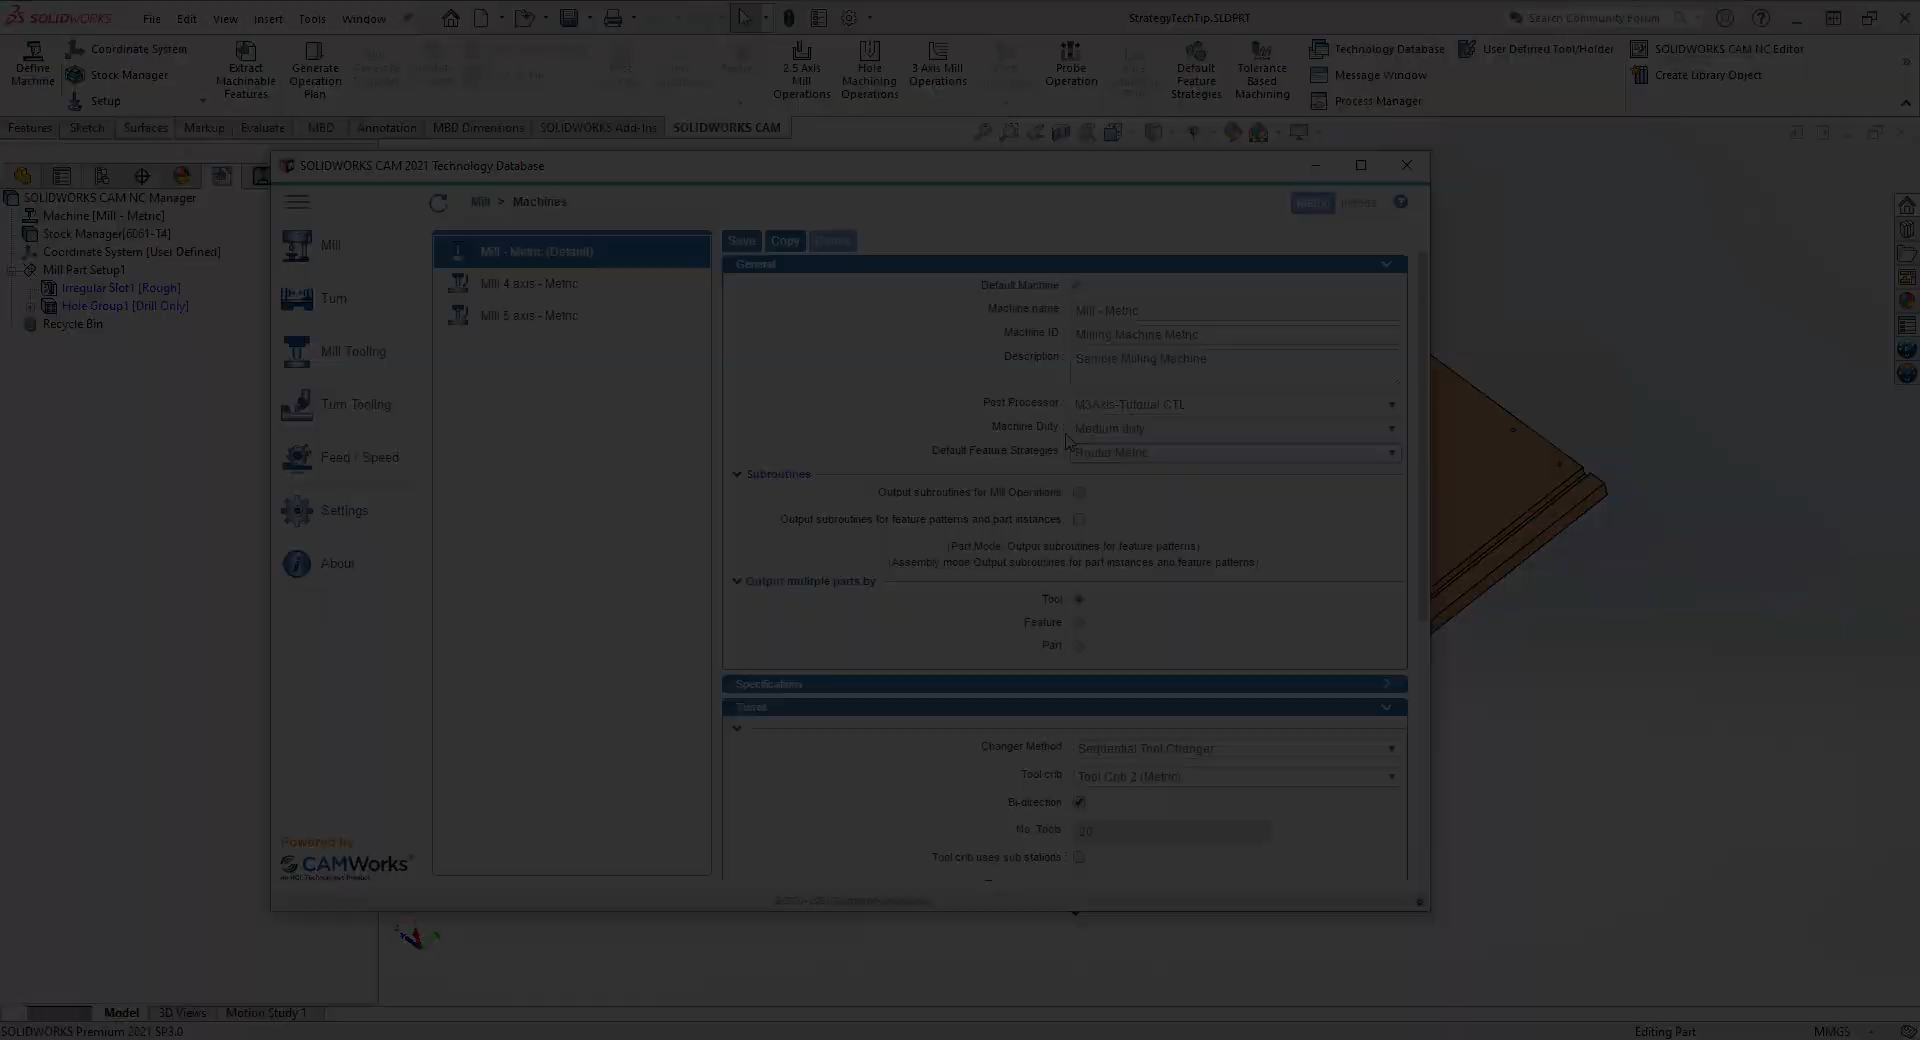 SOLIDWORKS File Edit View Insert Tools Window StrategyTechTip.SLDPRT Search Community Forum
Define Machine
Coordinate System
Stock Manager
Setup
Extract Machinable Features
Generate Operation Plan
2.5 Axis Mill Operations
Hole Machining Operations
3 Axis Mill Operations
Probe Operation
Default Feature Strategies
Tolerance Based Machining
Technology Database
Message Window
Process Manager
User Defined Tool/Holder
SOLIDWORKS CAM NC Editor
Create Library Object
Features Sketch Surfaces Markup Evaluate MBD Annotation MBD Dimensions SOLIDWORKS Add-Ins SOLIDWORKS CAM
SOLIDWORKS CAM NC Manager
Machine [Mill - Metric]
Stock Manager[6061-T4]
Coordinate System [User Defined]
Mill Part Setup1
Irregular Slot1 [Rough]
Hole Group1 [Drill Only]
Recycle Bin
SOLIDWORKS CAM 2021 Technology Database
Mill > Machines
Metric
Mill
Turn
Mill Tooling
Turn Tooling
Feed / Speed
Settings
About
Powered by
CAMWorks
Mill - Metric (Default)
Mill 4 axis - Metric
Mill 5 axis - Metric
Save Copy
General
Default Machine
Machine name Mill - Metric
Machine ID Milling Machine Metric
Description Sample Milling Machine
Post Processor M3Axis-Tutorial CTL
Machine Duty Medium duty
Default Feature Strategies Router Metric
Subroutines
Output subroutines for Mill Operations
Output subroutines for feature patterns and part instances
(Part Mode: Output subroutines for feature patterns)
(Assembly mode Output subroutines for part instances and feature patterns)
Output multiple parts by
Tool
Feature
Part
Specifications
Turret
Changer Method Sequential Tool Changer
Tool crib Tool Crib 2 (Metric)
Bi-direction
No. Tools 20
Tool crib uses sub stations
Model 3D Views Motion Study 1
SOLIDWORKS Premium 2021 SP3.0 Editing Part MMGS